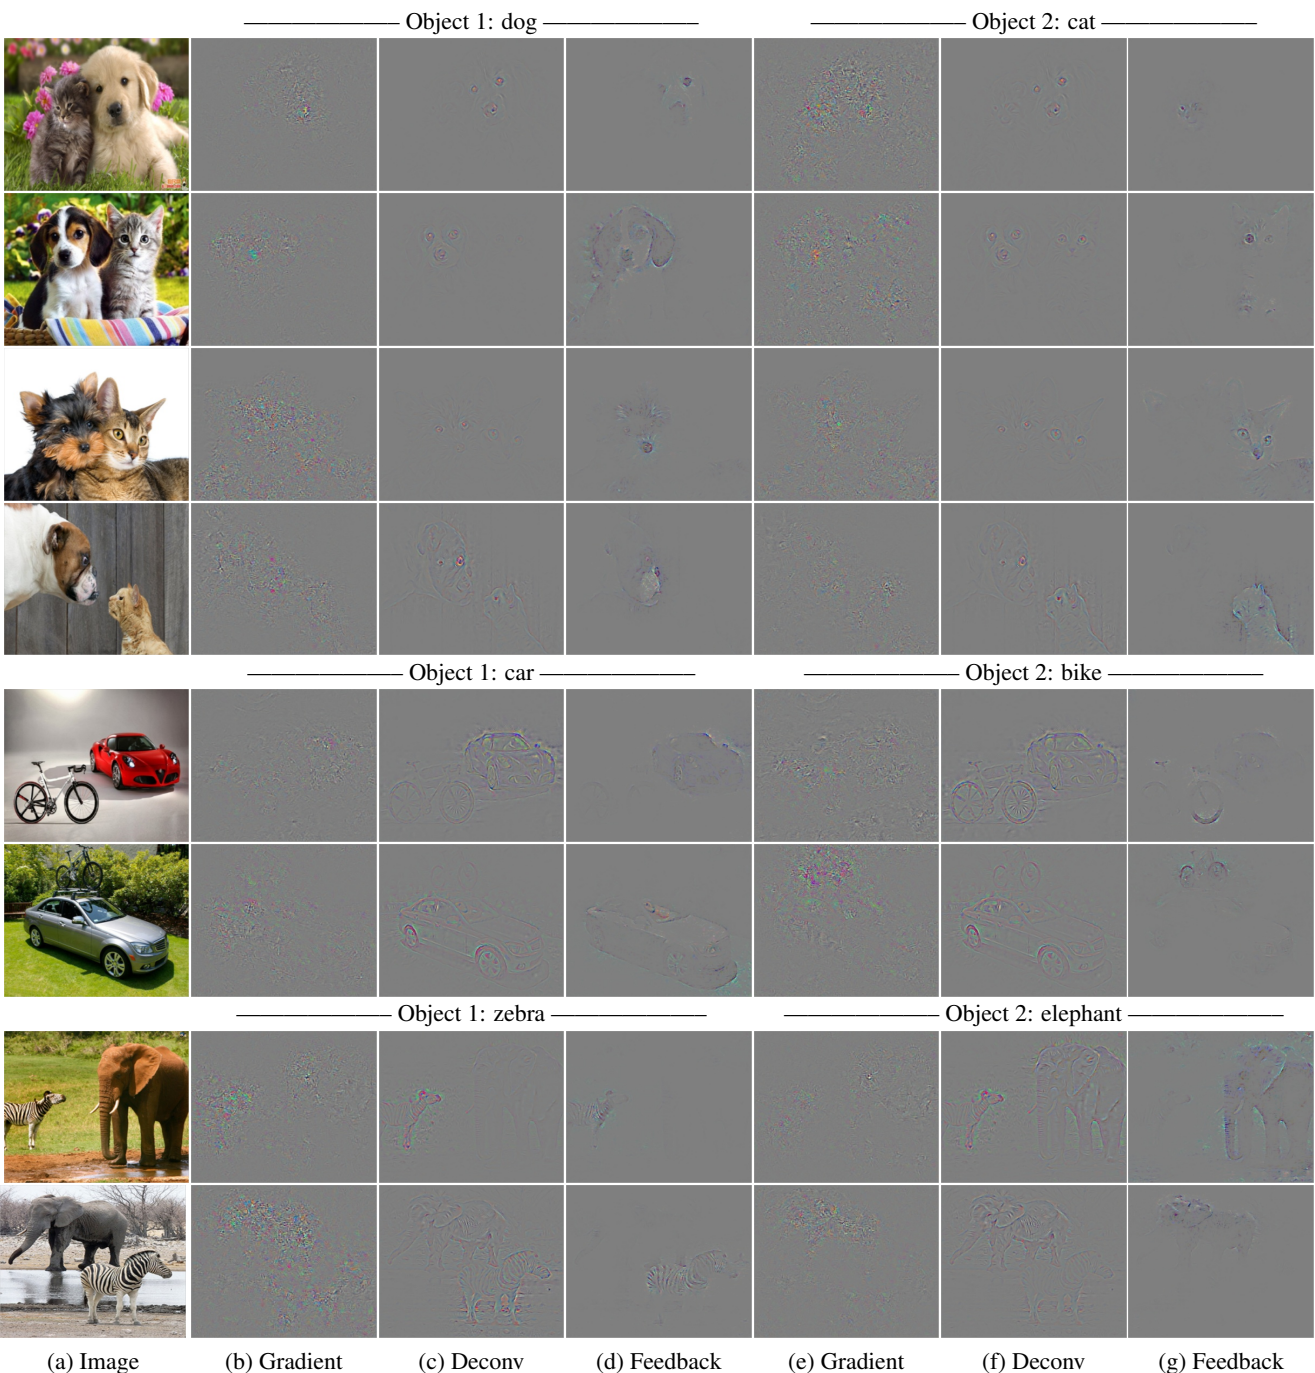 Object 1: dog Object 2: cat
Object 1: car Object 2: bike
Object 1: zebra Object 2: elephant
(a) Image (b) Gradient (c) Deconv (d) Feedback (e) Gradient (f) Deconv (g) Feedback